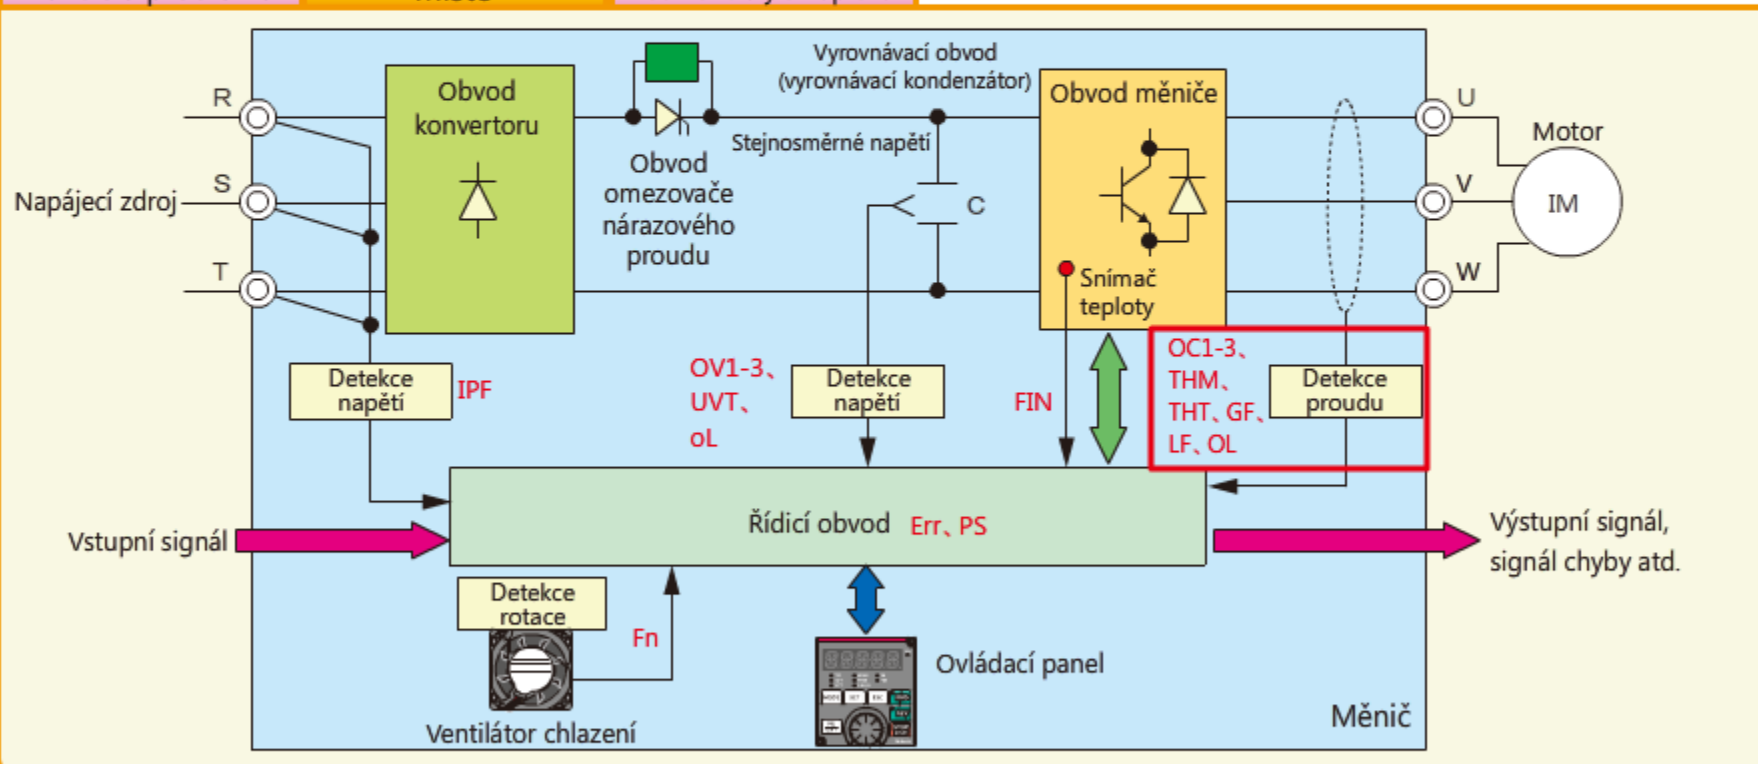 Obvod
konvertoru
Vyrovnávací obvod
(vyrovnávací kondenzátor)
Obvod měniče
R
U
Motor
Stejnosměrné napětí
Obvod
omezovače
nárazového
proudu
Napájecí zdroj
S
C
V
IM
T
Snímač
teploty
W
Detekce
napětí
IPF
OV1-3、
UVT、
oL
Detekce
napětí
FIN
OC1-3、
THM、
THT、GF、
LF、OL
Detekce
proudu
Vstupní signál
Řídicí obvod
Err、PS
Výstupní signál,
signál chyby atd.
Detekce
rotace
Fn
Ovládací panel
Ventilátor chlazení
Měnič